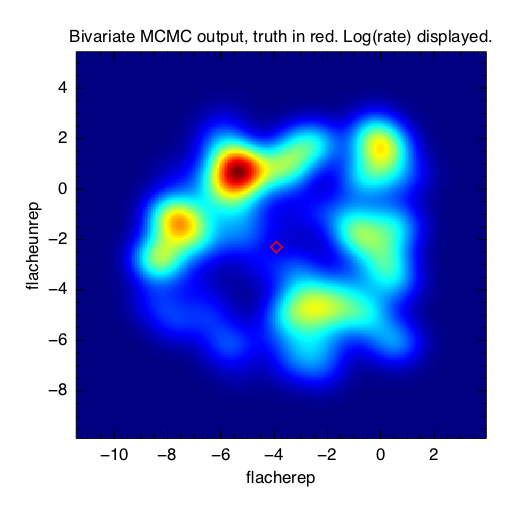 Bivariate MCMC output, truth in red. Log(rate) displayed.
4
2
0
−2
−4
−6
−8
flacheunrep
−10 −8 −6 −4 −2 0 2
flacherep